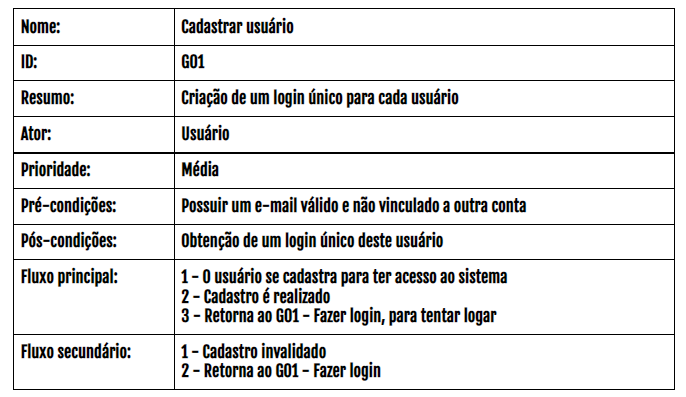 Nome: Cadastrar usuário
ID: G01
Resumo: Criação de um login único para cada usuário
Ator: Usuário
Prioridade: Média
Pré-condições: Possuir um e-mail válido e não vinculado a outra conta
Pós-condições: Obtenção de um login único deste usuário
Fluxo principal: 1 - O usuário se cadastra para ter acesso ao sistema
2 - Cadastro é realizado
3 - Retorna ao G01 - Fazer login, para tentar logar
Fluxo secundário: 1 - Cadastro invalidado
2 - Retorna ao G01 - Fazer login